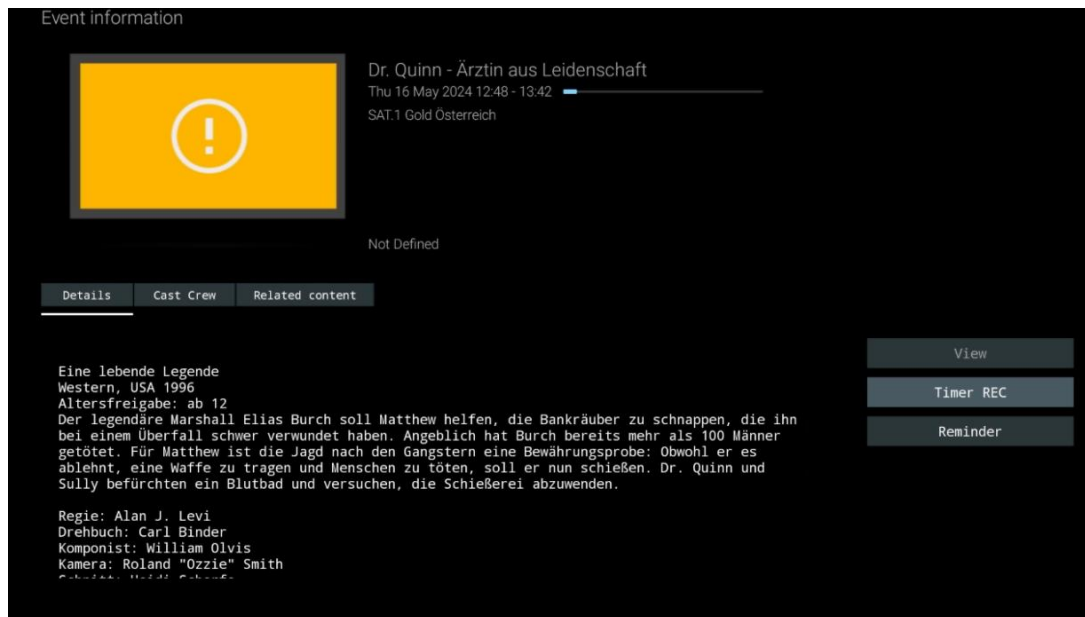 Event information
Dr. Quinn - Ärztin aus Leidenschaft
Thu 16 May 2024 12:48 - 13:42
SAT.1 Gold Österreich
Not Defined
Details Cast Crew Related content
View
Timer REC
Reminder
Eine lebende Legende
Western, USA 1996
Altersfreigabe: ab 12
Der legendäre Marshall Elias Burch soll Matthew helfen, die Bankräuber zu schnappen, die ihn
bei einem Überfall schwer verwundet haben. Angeblich hat Burch bereits mehr als 100 Männer
getötet. Für Matthew ist die Jagd nach den Gangstern eine Bewährungsprobe: Obwohl er es
ablehnt, eine Waffe zu tragen und Menschen zu töten, soll er nun schießen. Dr. Quinn und
Sully befürchten ein Blutbad und versuchen, die Schießerei abzuwenden.
Regie: Alan J. Levi
Drehbuch: Carl Binder
Komponist: William Olvis
Kamera: Roland "Ozzie" Smith